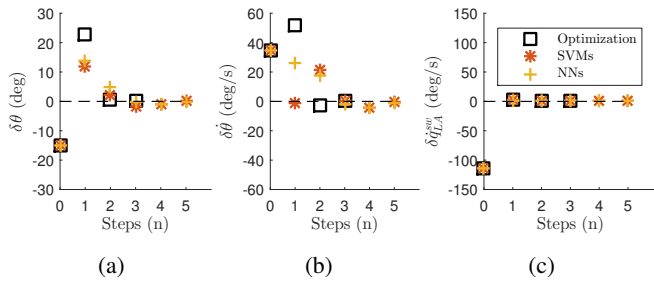 30
20
10
0
-10
-20
-30
δθ (deg)
0 1 2 3 4 5
Steps (n)
(a)
60
40
20
0
-20
-40
-60
δθ̇ (deg/s)
0 1 2 3 4 5
Steps (n)
(b)
150
100
50
0
-50
-100
-150
δq̇ˢʷ_LA (deg/s)
Optimization
SVMs
NNs
0 1 2 3 4 5
Steps (n)
(c)